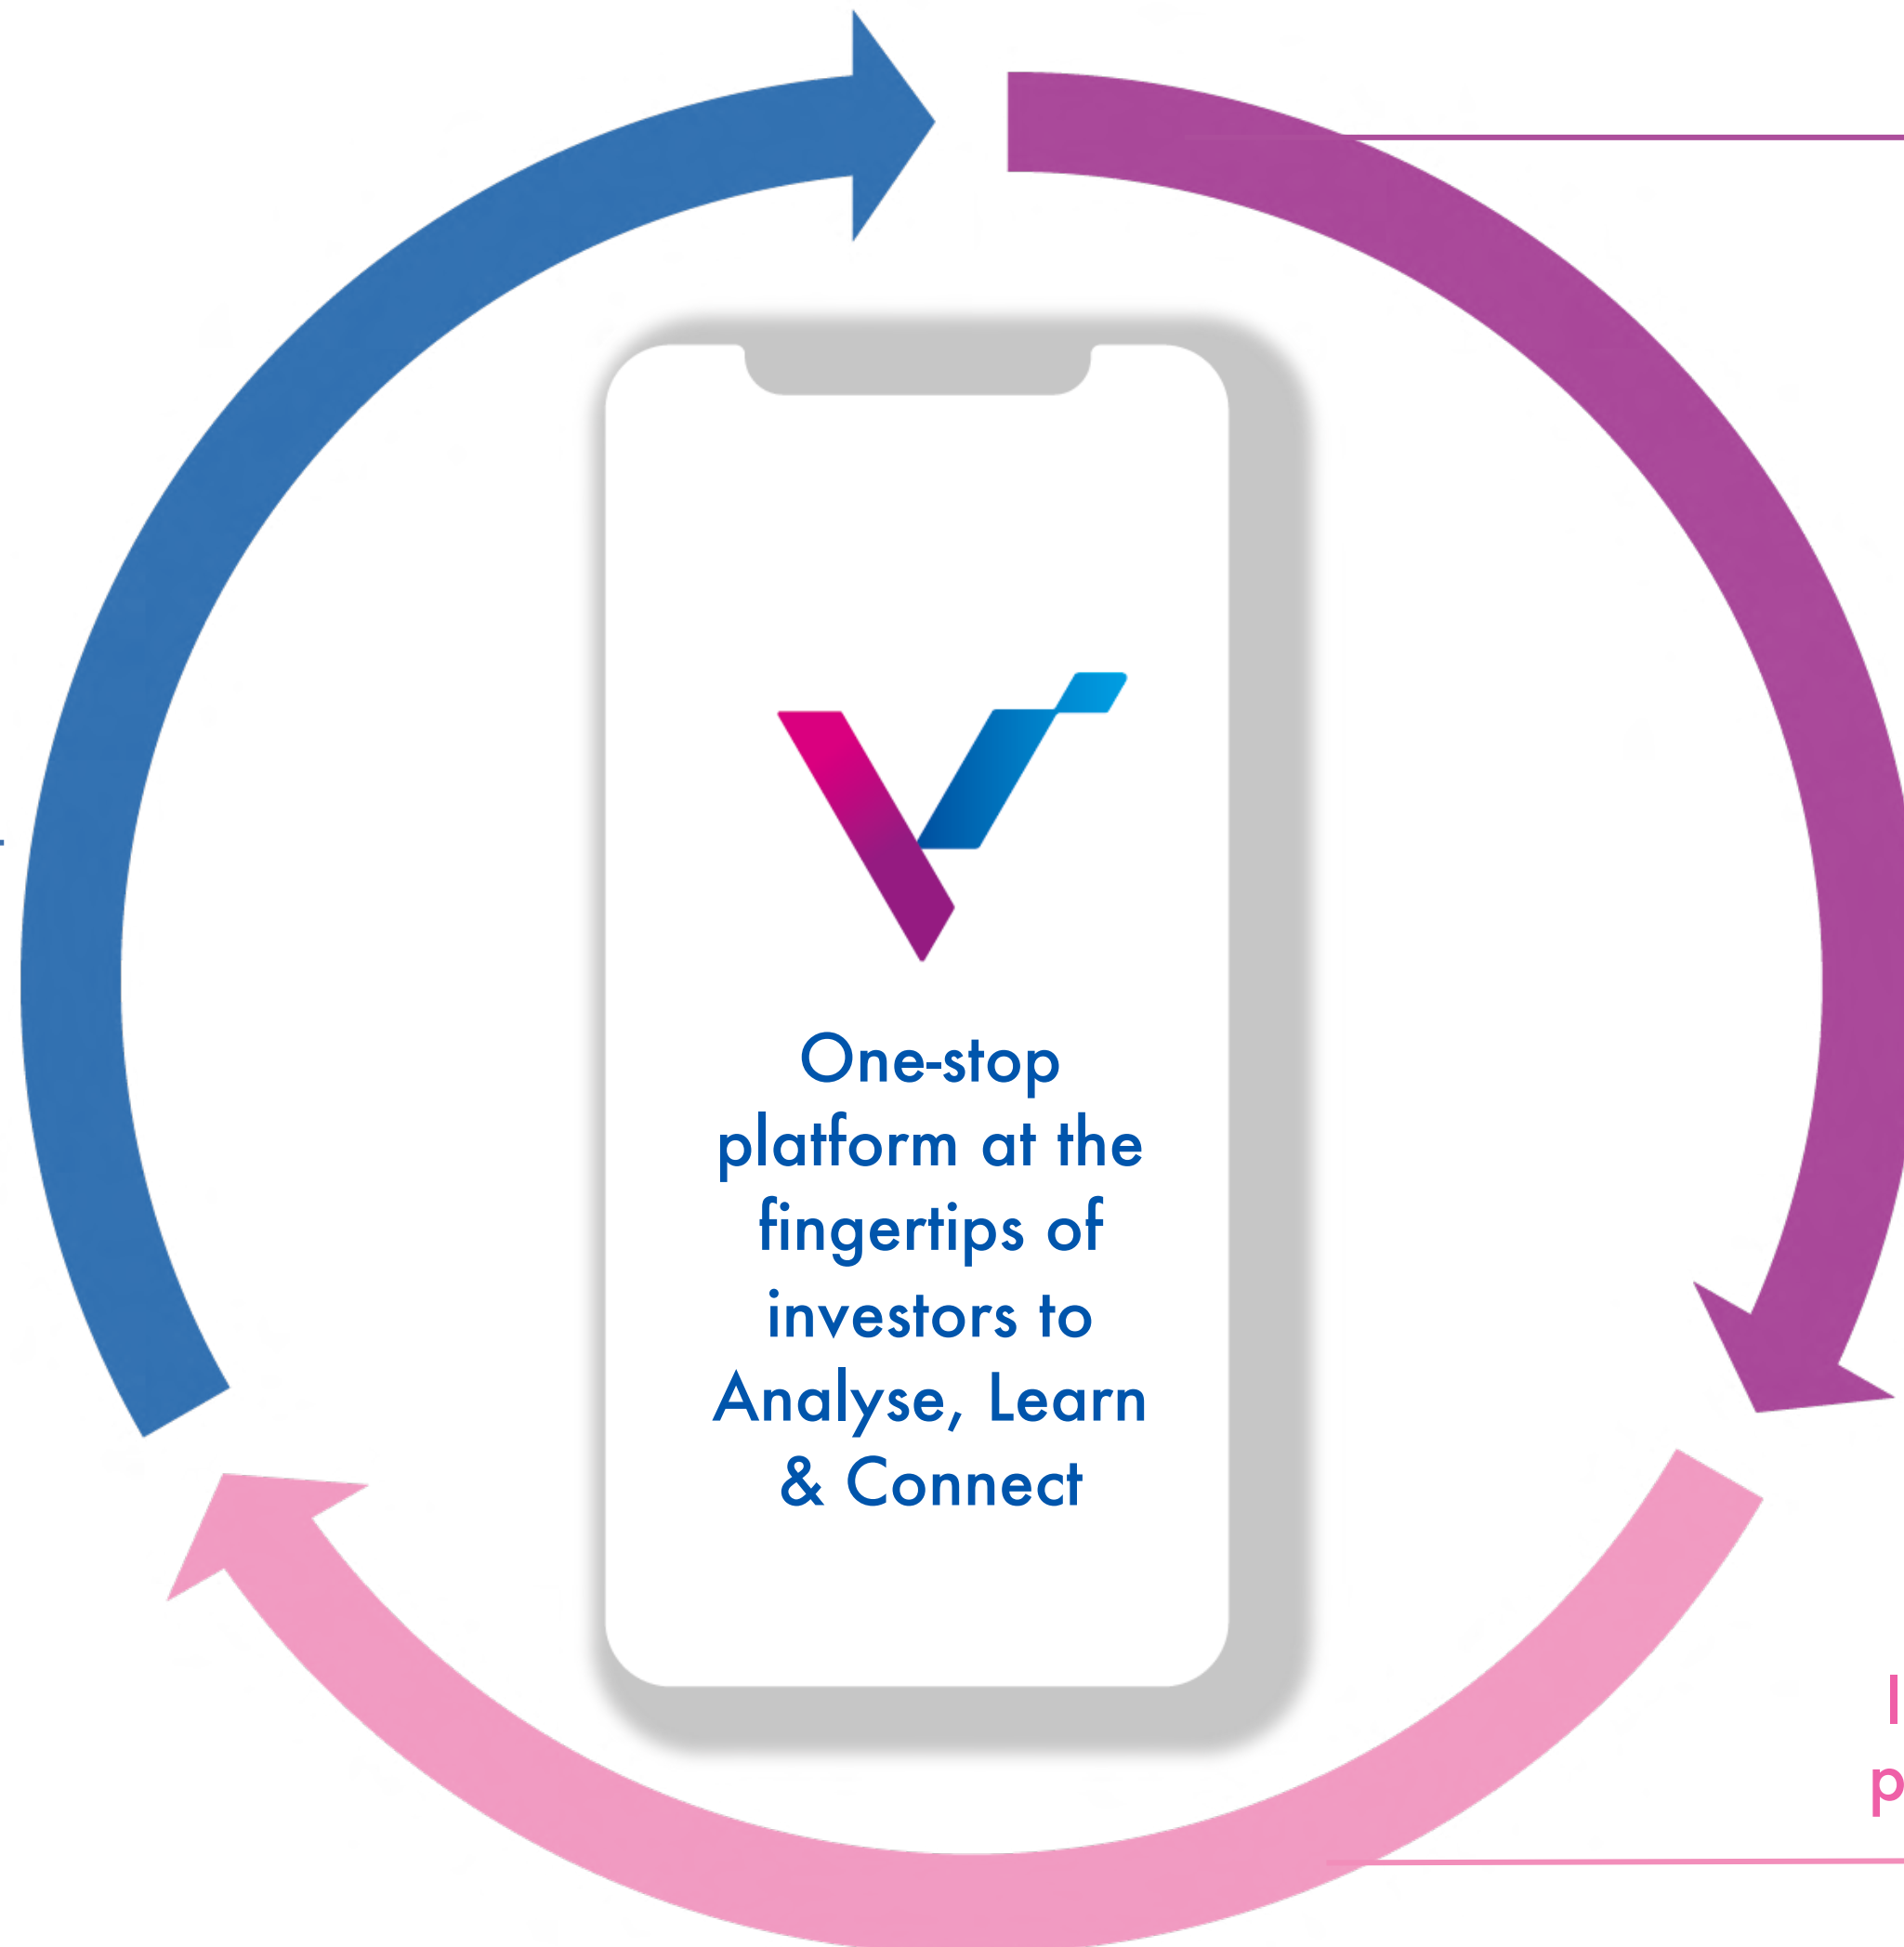 One-stop
platform at the
fingertips of
investors to
Analyse, Learn
& Connect